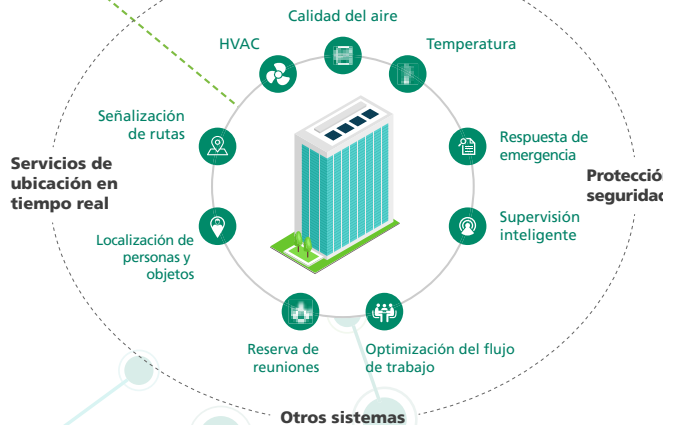 Calidad del aire
HVAC
Temperatura
Señalización
de rutas
Respuesta de
emergencia
Servicios de
ubicación en
tiempo real
seguridad
Supervisión
inteligente
Localización de
personas y
objetos
Reserva de
reuniones
Optimización del flujo
de trabajo
Otros sistemas